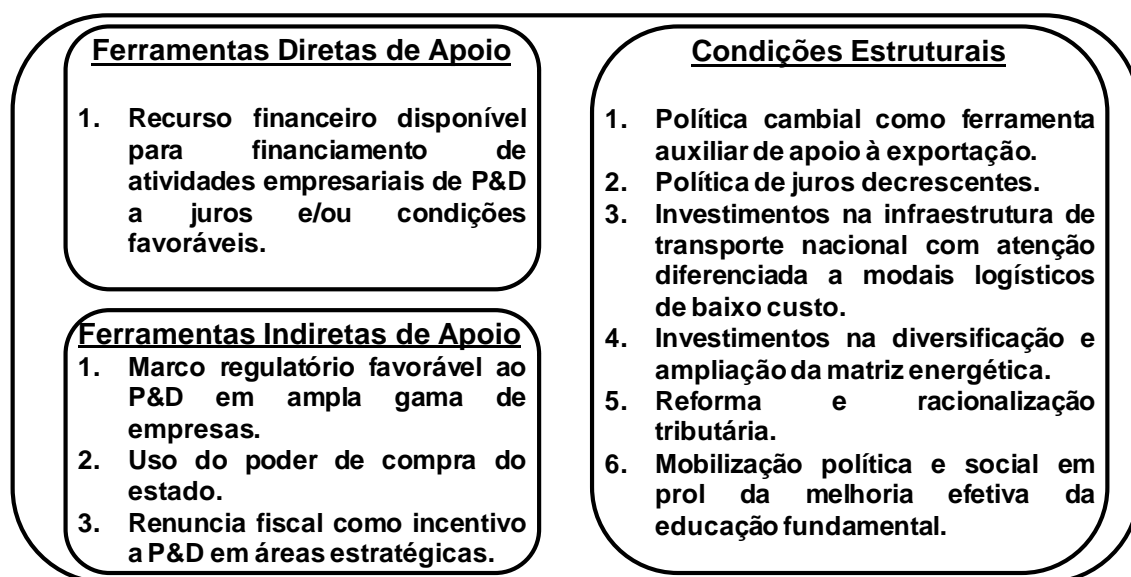 Ferramentas Diretas de Apoio
1. Recurso financeiro disponível
para financiamento de
atividades empresariais de P&D
a juros e/ou condições
favoráveis.
Ferramentas Indiretas de Apoio
1. Marco regulatório favorável ao
P&D em ampla gama de
empresas.
2. Uso do poder de compra do
estado.
3. Renuncia fiscal como incentivo
a P&D em áreas estratégicas.
Condições Estruturais
1. Política cambial como ferramenta
auxiliar de apoio à exportação.
2. Política de juros decrescentes.
3. Investimentos na infraestrutura de
transporte nacional com atenção
diferenciada a modais logísticos
de baixo custo.
4. Investimentos na diversificação e
ampliação da matriz energética.
5. Reforma e racionalização
tributária.
6. Mobilização política e social em
prol da melhoria efetiva da
educação fundamental.